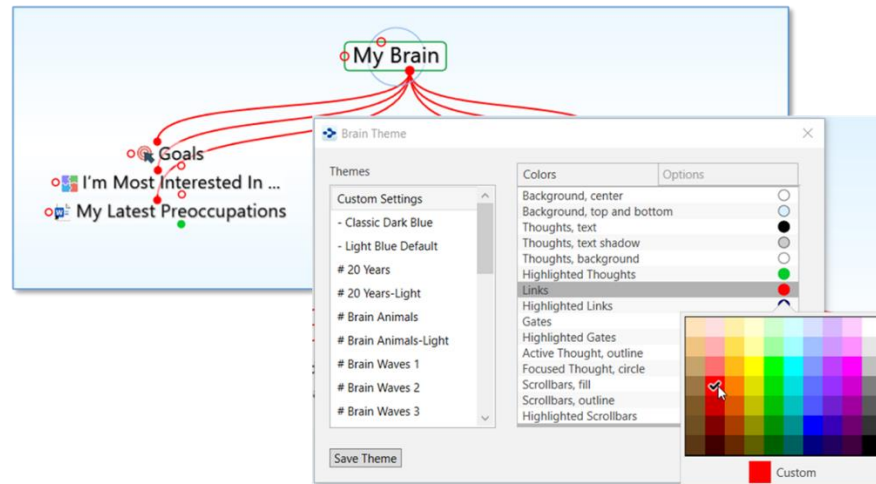 My Brain
Goals
I'm Most Interested In ...
My Latest Preoccupations
Brain Theme
Themes
Custom Settings
- Classic Dark Blue
- Light Blue Default
# 20 Years
# 20 Years-Light
# Brain Animals
# Brain Animals-Light
# Brain Waves 1
# Brain Waves 2
# Brain Waves 3
Save Theme
Colors
Options
Background, center
Background, top and bottom
Thoughts, text
Thoughts, text shadow
Thoughts, background
Highlighted Thoughts
Links
Highlighted Links
Gates
Highlighted Gates
Active Thought, outline
Focused Thought, circle
Scrollbars, fill
Scrollbars, outline
Highlighted Scrollbars
Custom